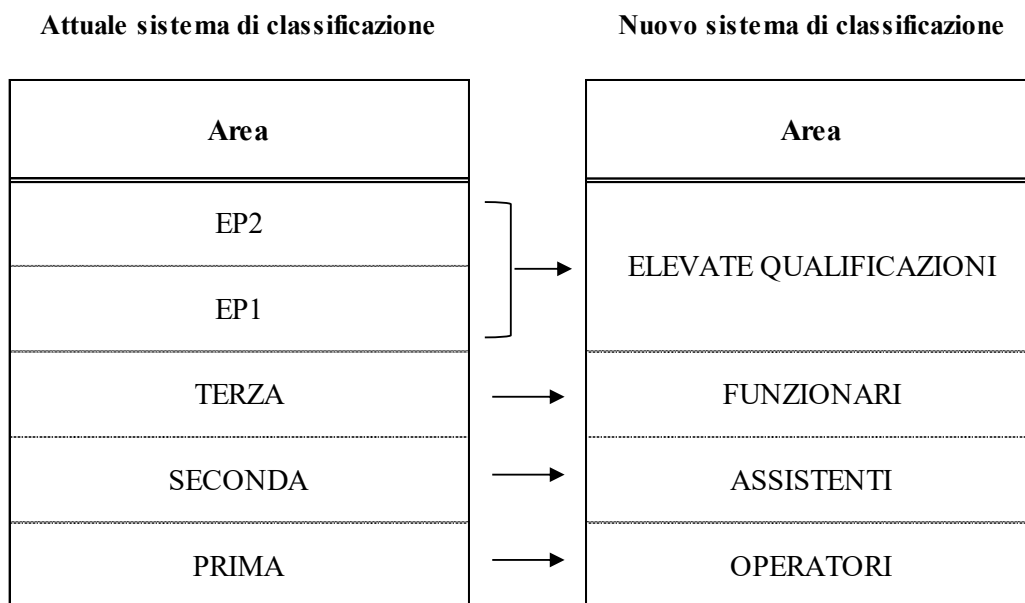 Attuale sistema di classificazione
Nuovo sistema di classificazione
Area
Area
EP2
EP1
ELEVATE QUALIFICAZIONI
TERZA
FUNZIONARI
SECONDA
ASSISTENTI
PRIMA
OPERATORI